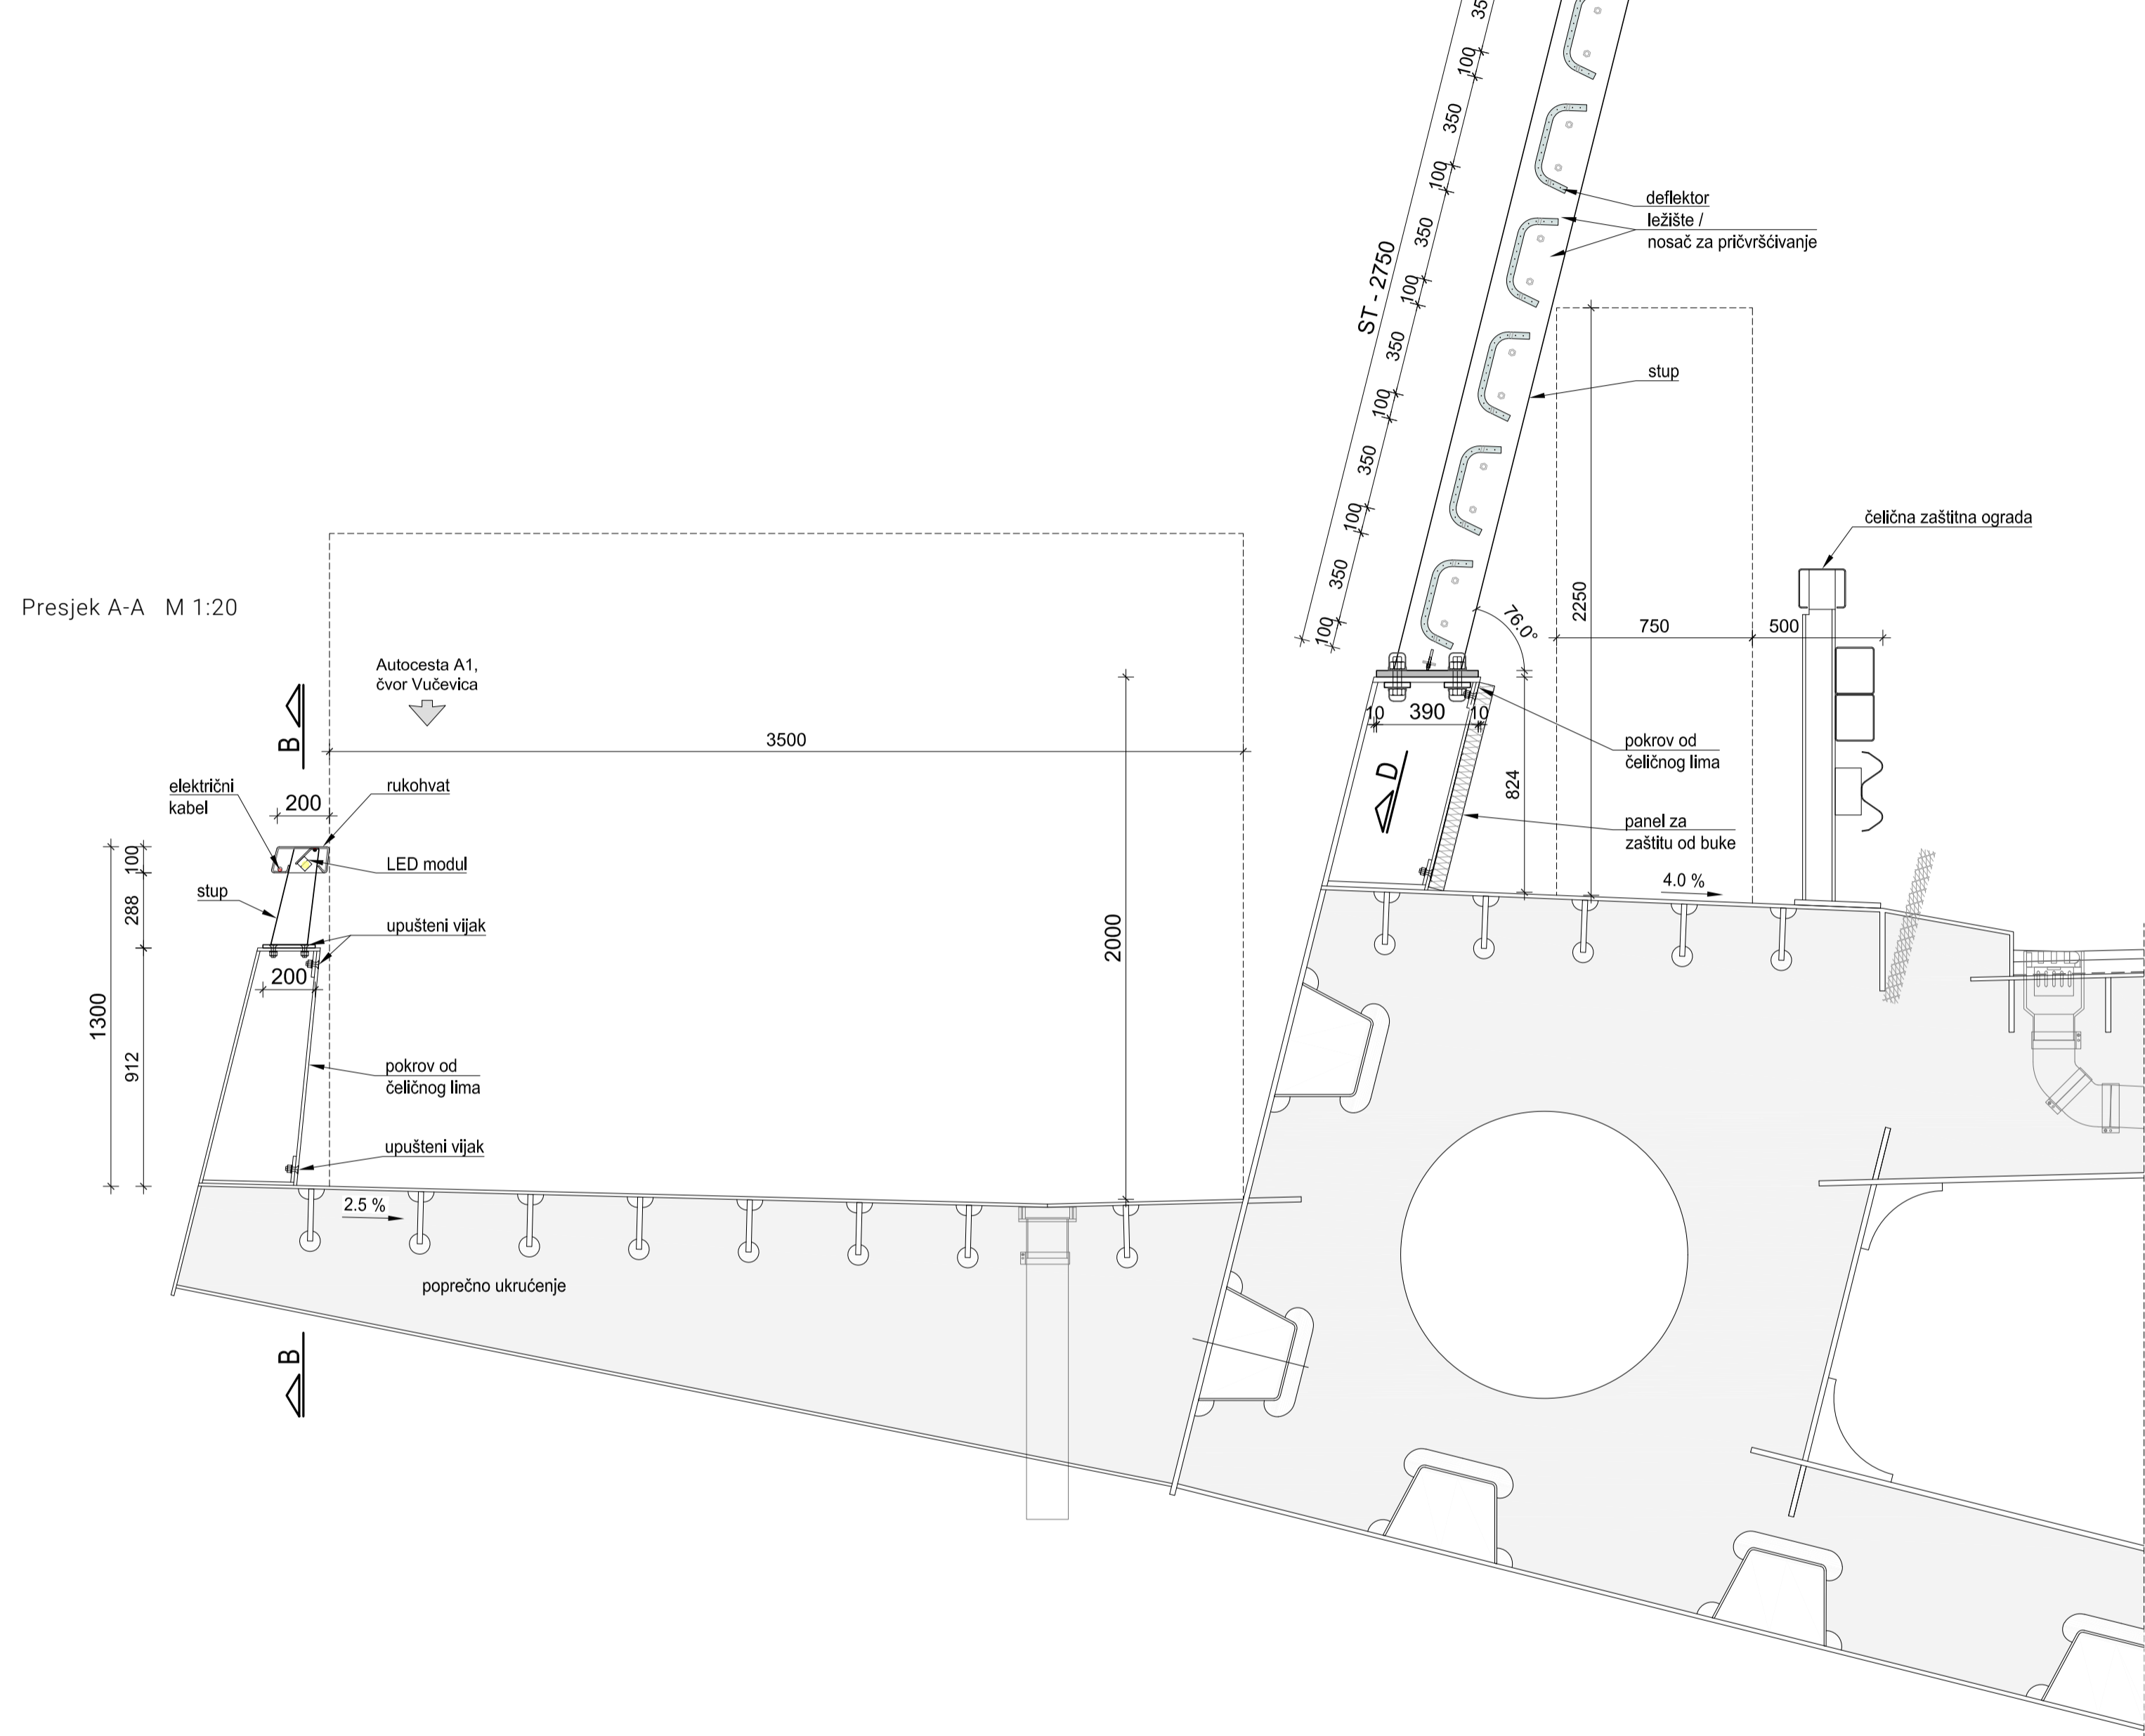 35
100
350
100
350
100
350
100
350
100
350
100
350
100
ST - 2750
deflektor
ležište /
nosač za pričvršćivanje
stup
čelična zaštitna ograda
2250
750
500
76.0°
Presjek A-A M 1:20
Autocesta A1,
čvor Vučevica
B
3500
10
390
10
D
824
pokrov od
čeličnog lima
panel za
zaštitu od buke
4.0 %
električni
kabel
200
rukohvat
LED modul
100
288
stup
upušteni vijak
200
2000
1300
912
pokrov od
čeličnog lima
upušteni vijak
2.5 %
poprečno ukrućenje
B